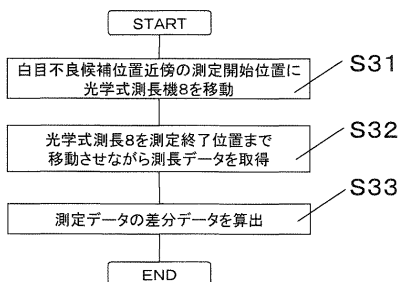 START
白目不良候補位置近傍の測定開始位置に
光学式測長機8を移動
S31
光学式測長8を測定終了位置まで
移動させながら測長データを取得
S32
測定データの差分データを算出
S33
END